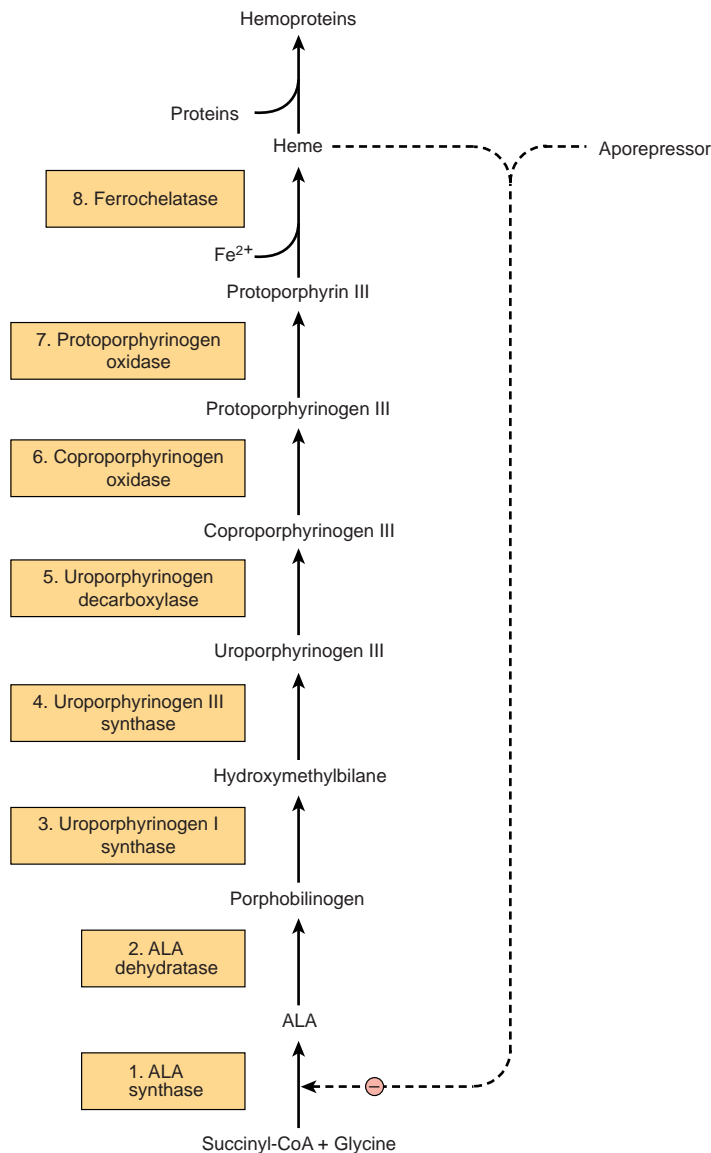 Hemoproteins
Proteins
Heme
Aporepressor
8. Ferrochelatase
Fe²⁺
Protoporphyrin III
7. Protoporphyrinogen
oxidase
Protoporphyrinogen III
6. Coproporphyrinogen
oxidase
Coproporphyrinogen III
5. Uroporphyrinogen
decarboxylase
Uroporphyrinogen III
4. Uroporphyrinogen III
synthase
Hydroxymethylbilane
3. Uroporphyrinogen I
synthase
Porphobilinogen
2. ALA
dehydratase
ALA
1. ALA
synthase
−
Succinyl-CoA + Glycine